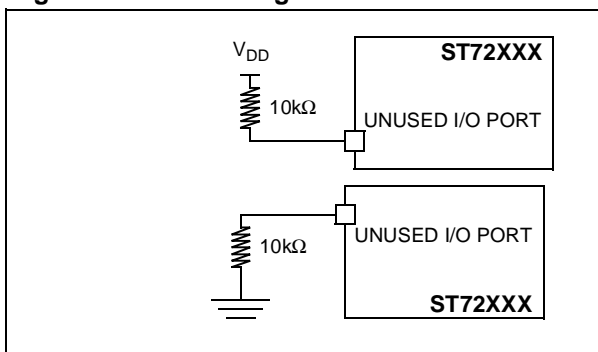 V_DD
ST72XXX
10kΩ
UNUSED I/O PORT
10kΩ
UNUSED I/O PORT
ST72XXX